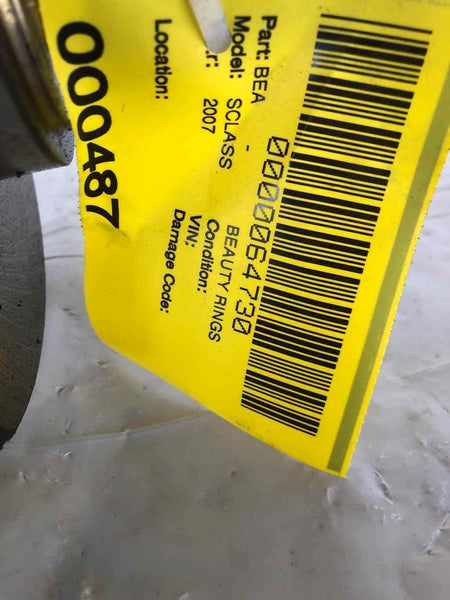 0000064730
Part: BEA - BEAUTY RINGS
Model: SCLASS Condition:
r: 2007 VIN:
Damage Code:
Location:
000487